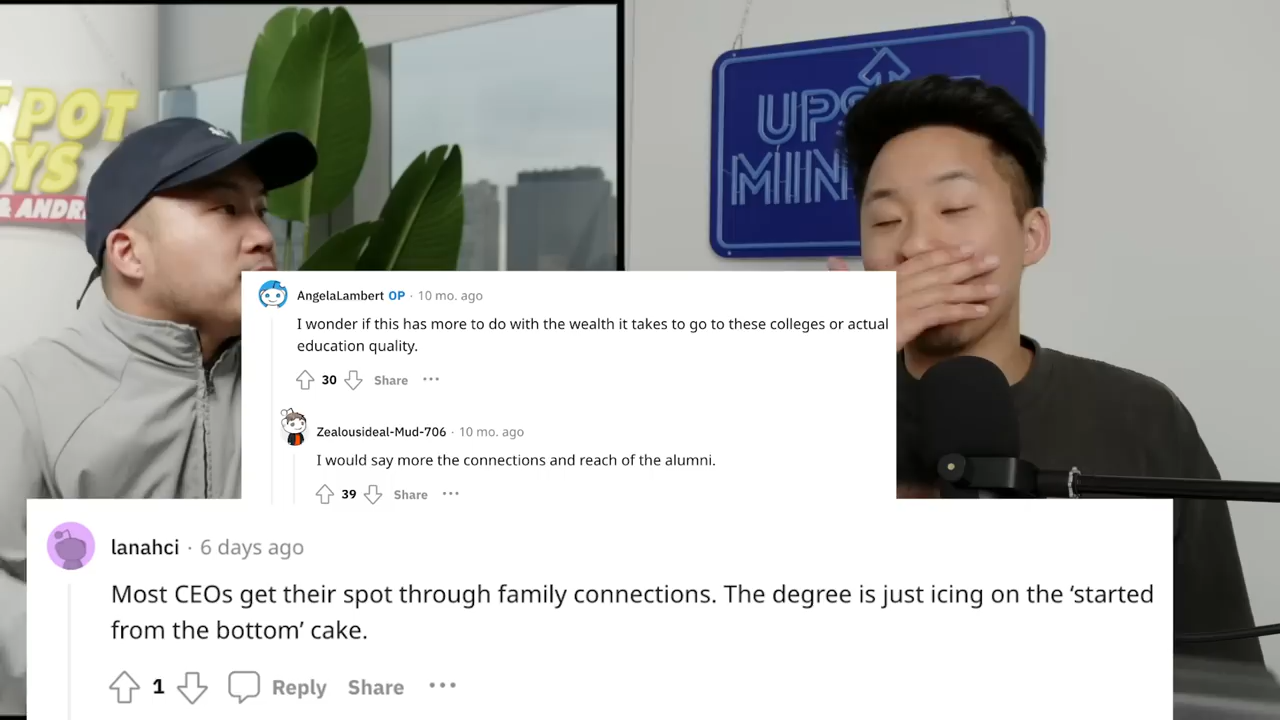 POT
& ANDR
AngelaLambert OP · 10 mo. ago
I wonder if this has more to do with the wealth it takes to go to these colleges or actual
education quality.
30 Share ···
Zealousideal-Mud-706 · 10 mo. ago
I would say more the connections and reach of the alumni.
39 Share ···
lanahci · 6 days ago
Most CEOs get their spot through family connections. The degree is just icing on the ‘started
from the bottom’ cake.
1 Reply Share ···